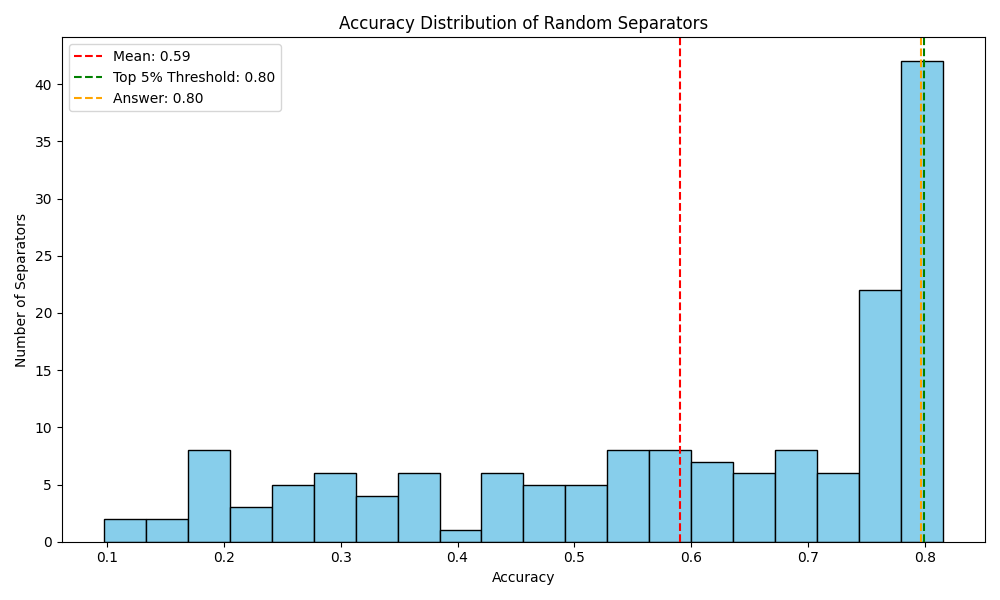 Accuracy Distribution of Random Separators
Mean: 0.59
Top 5% Threshold: 0.80
Answer: 0.80
Number of Separators
40
35
30
25
20
15
10
5
0
0.1 0.2 0.3 0.4 0.5 0.6 0.7 0.8
Accuracy